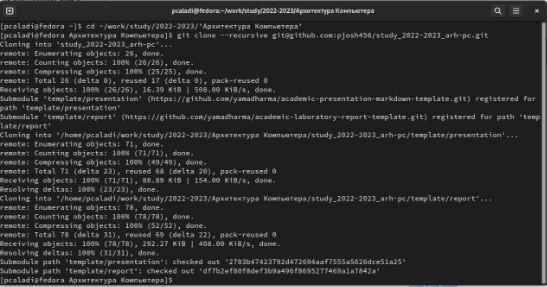 pcaladi@fedora:~/work/study/2022-2023/Архитектура Компьютера
[pcaladi@fedora ~]$ cd ~/work/study/2022-2023/'Архитектура Компьютера'
[pcaladi@fedora Архитектура Компьютера]$ git clone --recursive git@github.com:pjosh456/study_2022-2023_arh-pc.git
Cloning into 'study_2022-2023_arh-pc'...
remote: Enumerating objects: 26, done.
remote: Counting objects: 100% (26/26), done.
remote: Compressing objects: 100% (25/25), done.
remote: Total 26 (delta 0), reused 17 (delta 0), pack-reused 0
Receiving objects: 100% (26/26), 16.39 KiB | 508.00 KiB/s, done.
Submodule 'template/presentation' (https://github.com/yamadharma/academic-presentation-markdown-template.git) registered for
path 'template/presentation'
Submodule 'template/report' (https://github.com/yamadharma/academic-laboratory-report-template.git) registered for path 'temp
late/report'
Cloning into '/home/pcaladi/work/study/2022-2023/Архитектура Компьютера/study_2022-2023_arh-pc/template/presentation'...
remote: Enumerating objects: 71, done.
remote: Counting objects: 100% (71/71), done.
remote: Compressing objects: 100% (49/49), done.
remote: Total 71 (delta 23), reused 68 (delta 20), pack-reused 0
Receiving objects: 100% (71/71), 88.89 KiB | 154.00 KiB/s, done.
Resolving deltas: 100% (23/23), done.
Cloning into '/home/pcaladi/work/study/2022-2023/Архитектура Компьютера/study_2022-2023_arh-pc/template/report'...
remote: Enumerating objects: 78, done.
remote: Counting objects: 100% (78/78), done.
remote: Compressing objects: 100% (52/52), done.
remote: Total 78 (delta 31), reused 69 (delta 22), pack-reused 0
Receiving objects: 100% (78/78), 292.27 KiB | 408.00 KiB/s, done.
Resolving deltas: 100% (31/31), done.
Submodule path 'template/presentation': checked out '2703b47423792d472694aaf7555a5626dce51a25'
Submodule path 'template/report': checked out 'df7b2ef80f8def3b9a496f8695277469a1a7842a'
[pcaladi@fedora Архитектура Компьютера]$